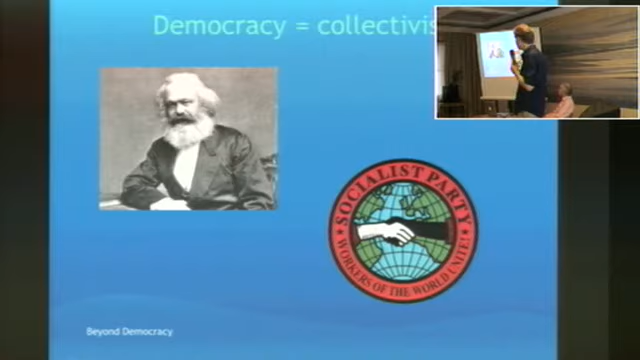 Democracy = collectivis
SOCIALIST PARTY
WORKERS OF THE WORLD UNITE!
Beyond Democracy